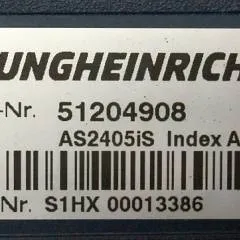 UNGHEINRICH
-Nr. 51204908
AS2405iS Index A
Nr. S1HX 00013386